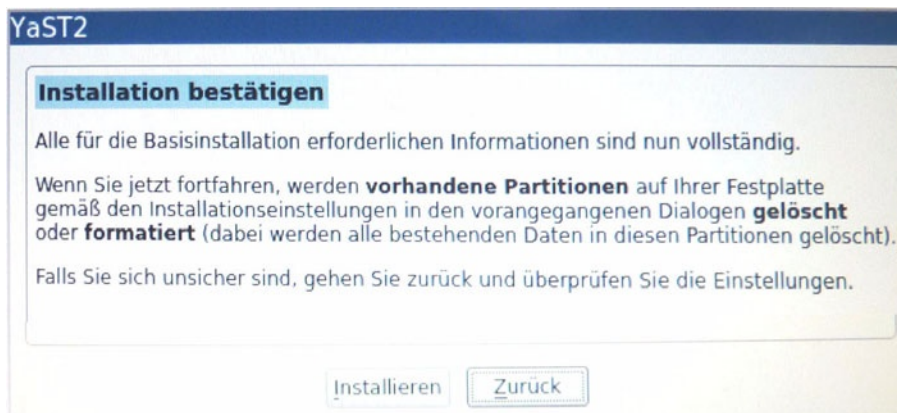 YaST2
Installation bestätigen
Alle für die Basisinstallation erforderlichen Informationen sind nun vollständig.
Wenn Sie jetzt fortfahren, werden vorhandene Partitionen auf Ihrer Festplatte
gemäß den Installationseinstellungen in den vorangegangenen Dialogen gelöscht
oder formatiert (dabei werden alle bestehenden Daten in diesen Partitionen gelöscht).
Falls Sie sich unsicher sind, gehen Sie zurück und überprüfen Sie die Einstellungen.
Installieren
Zurück